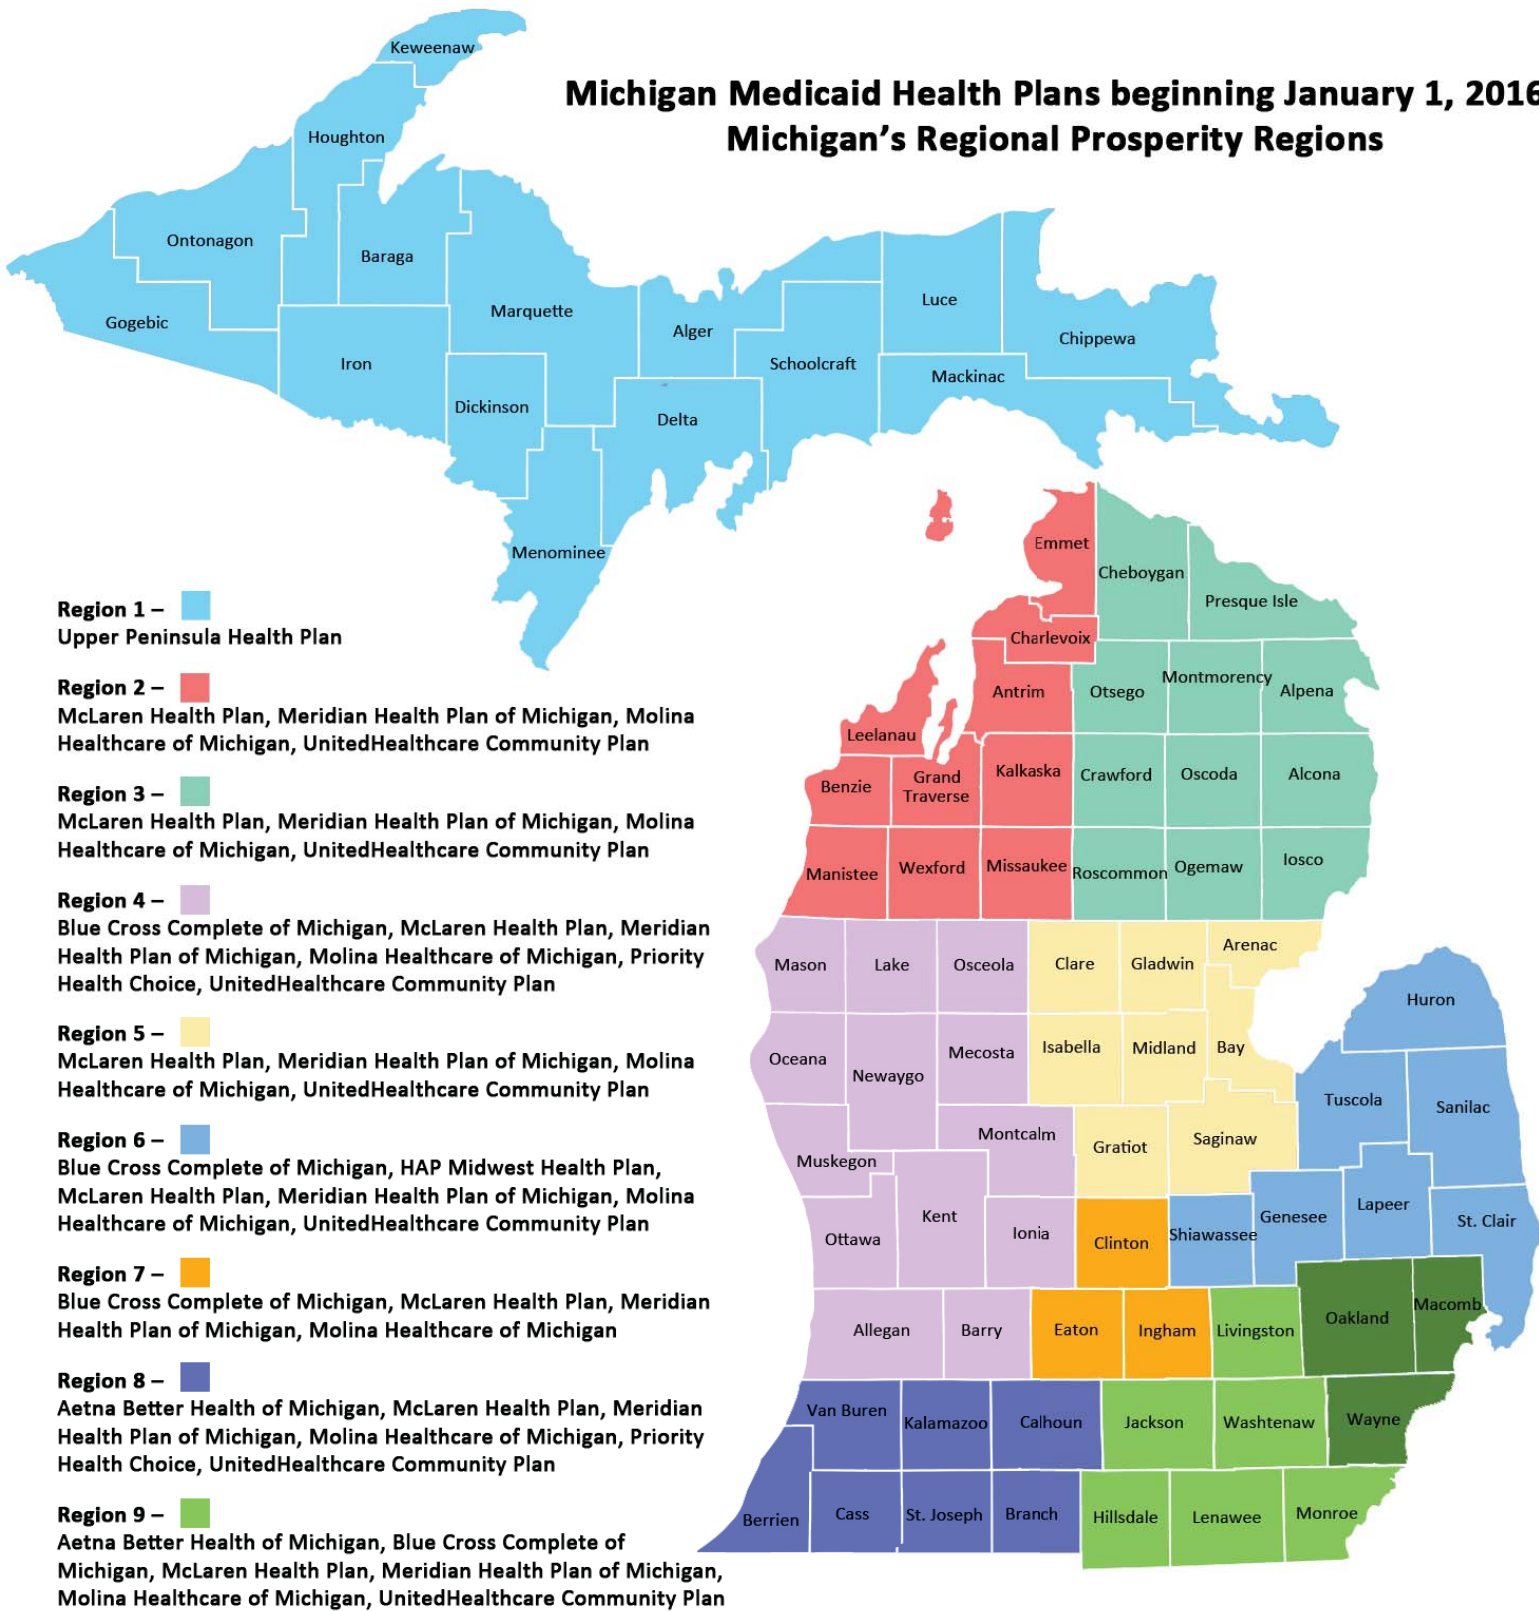 Michigan Medicaid Health Plans beginning January 1, 2016
Michigan's Regional Prosperity Regions
Keweenaw
Houghton
Ontonagon
Baraga
Gogebic
Marquette
Iron
Dickinson
Alger
Luce
Schoolcraft
Chippewa
Mackinac
Delta
Menominee
Emmet
Cheboygan
Presque Isle
Charlevoix
Antrim
Otsego
Montmorency
Alpena
Leelanau
Benzie
Grand
Traverse
Kalkaska
Crawford
Oscoda
Alcona
Manistee
Wexford
Missaukee
Roscommon
Ogemaw
Iosco
Mason
Lake
Osceola
Clare
Gladwin
Arenac
Huron
Oceana
Newaygo
Mecosta
Isabella
Midland
Bay
Tuscola
Sanilac
Muskegon
Montcalm
Gratiot
Saginaw
Ottawa
Kent
Ionia
Clinton
Shiawassee
Genesee
Lapeer
St. Clair
Allegan
Barry
Eaton
Ingham
Livingston
Oakland
Macomb
Van Buren
Kalamazoo
Calhoun
Jackson
Washtenaw
Wayne
Berrien
Cass
St. Joseph
Branch
Hillsdale
Lenawee
Monroe
Region 1 –
Upper Peninsula Health Plan
Region 2 –
McLaren Health Plan, Meridian Health Plan of Michigan, Molina
Healthcare of Michigan, UnitedHealthcare Community Plan
Region 3 –
McLaren Health Plan, Meridian Health Plan of Michigan, Molina
Healthcare of Michigan, UnitedHealthcare Community Plan
Region 4 –
Blue Cross Complete of Michigan, McLaren Health Plan, Meridian
Health Plan of Michigan, Molina Healthcare of Michigan, Priority
Health Choice, UnitedHealthcare Community Plan
Region 5 –
McLaren Health Plan, Meridian Health Plan of Michigan, Molina
Healthcare of Michigan, UnitedHealthcare Community Plan
Region 6 –
Blue Cross Complete of Michigan, HAP Midwest Health Plan,
McLaren Health Plan, Meridian Health Plan of Michigan, Molina
Healthcare of Michigan, UnitedHealthcare Community Plan
Region 7 –
Blue Cross Complete of Michigan, McLaren Health Plan, Meridian
Health Plan of Michigan, Molina Healthcare of Michigan
Region 8 –
Aetna Better Health of Michigan, McLaren Health Plan, Meridian
Health Plan of Michigan, Molina Healthcare of Michigan, Priority
Health Choice, UnitedHealthcare Community Plan
Region 9 –
Aetna Better Health of Michigan, Blue Cross Complete of
Michigan, McLaren Health Plan, Meridian Health Plan of Michigan,
Molina Healthcare of Michigan, UnitedHealthcare Community Plan